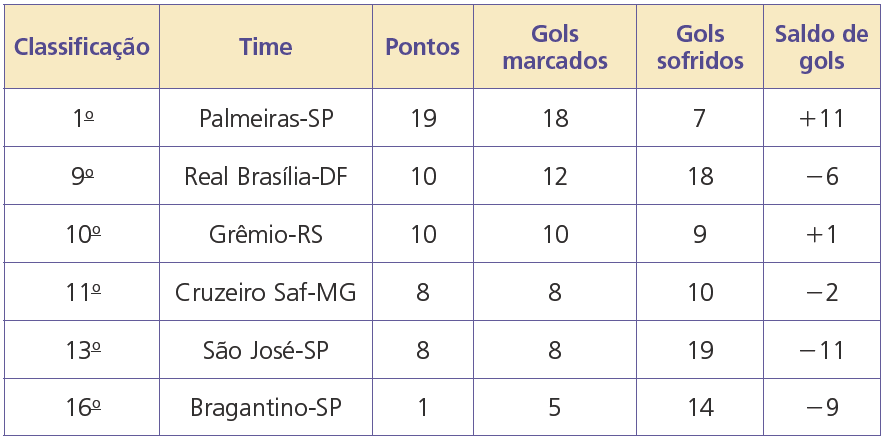 Classificação Time Pontos Gols marcados Gols sofridos Saldo de gols
1º Palmeiras-SP 19 18 7 +11
9º Real Brasília-DF 10 12 18 −6
10º Grêmio-RS 10 10 9 +1
11º Cruzeiro Saf-MG 8 8 10 −2
13º São José-SP 8 8 19 −11
16º Bragantino-SP 1 5 14 −9